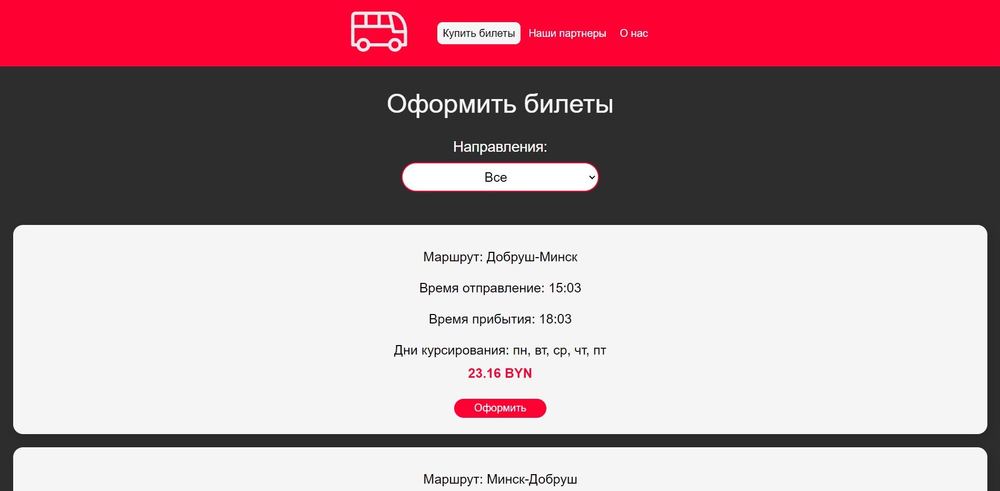 Купить билеты Наши партнеры О нас
Оформить билеты
Направления:
Все
Маршрут: Добруш-Минск
Время отправление: 15:03
Время прибытия: 18:03
Дни курсирования: пн, вт, ср, чт, пт
23.16 BYN
Оформить
Маршрут: Минск-Добруш